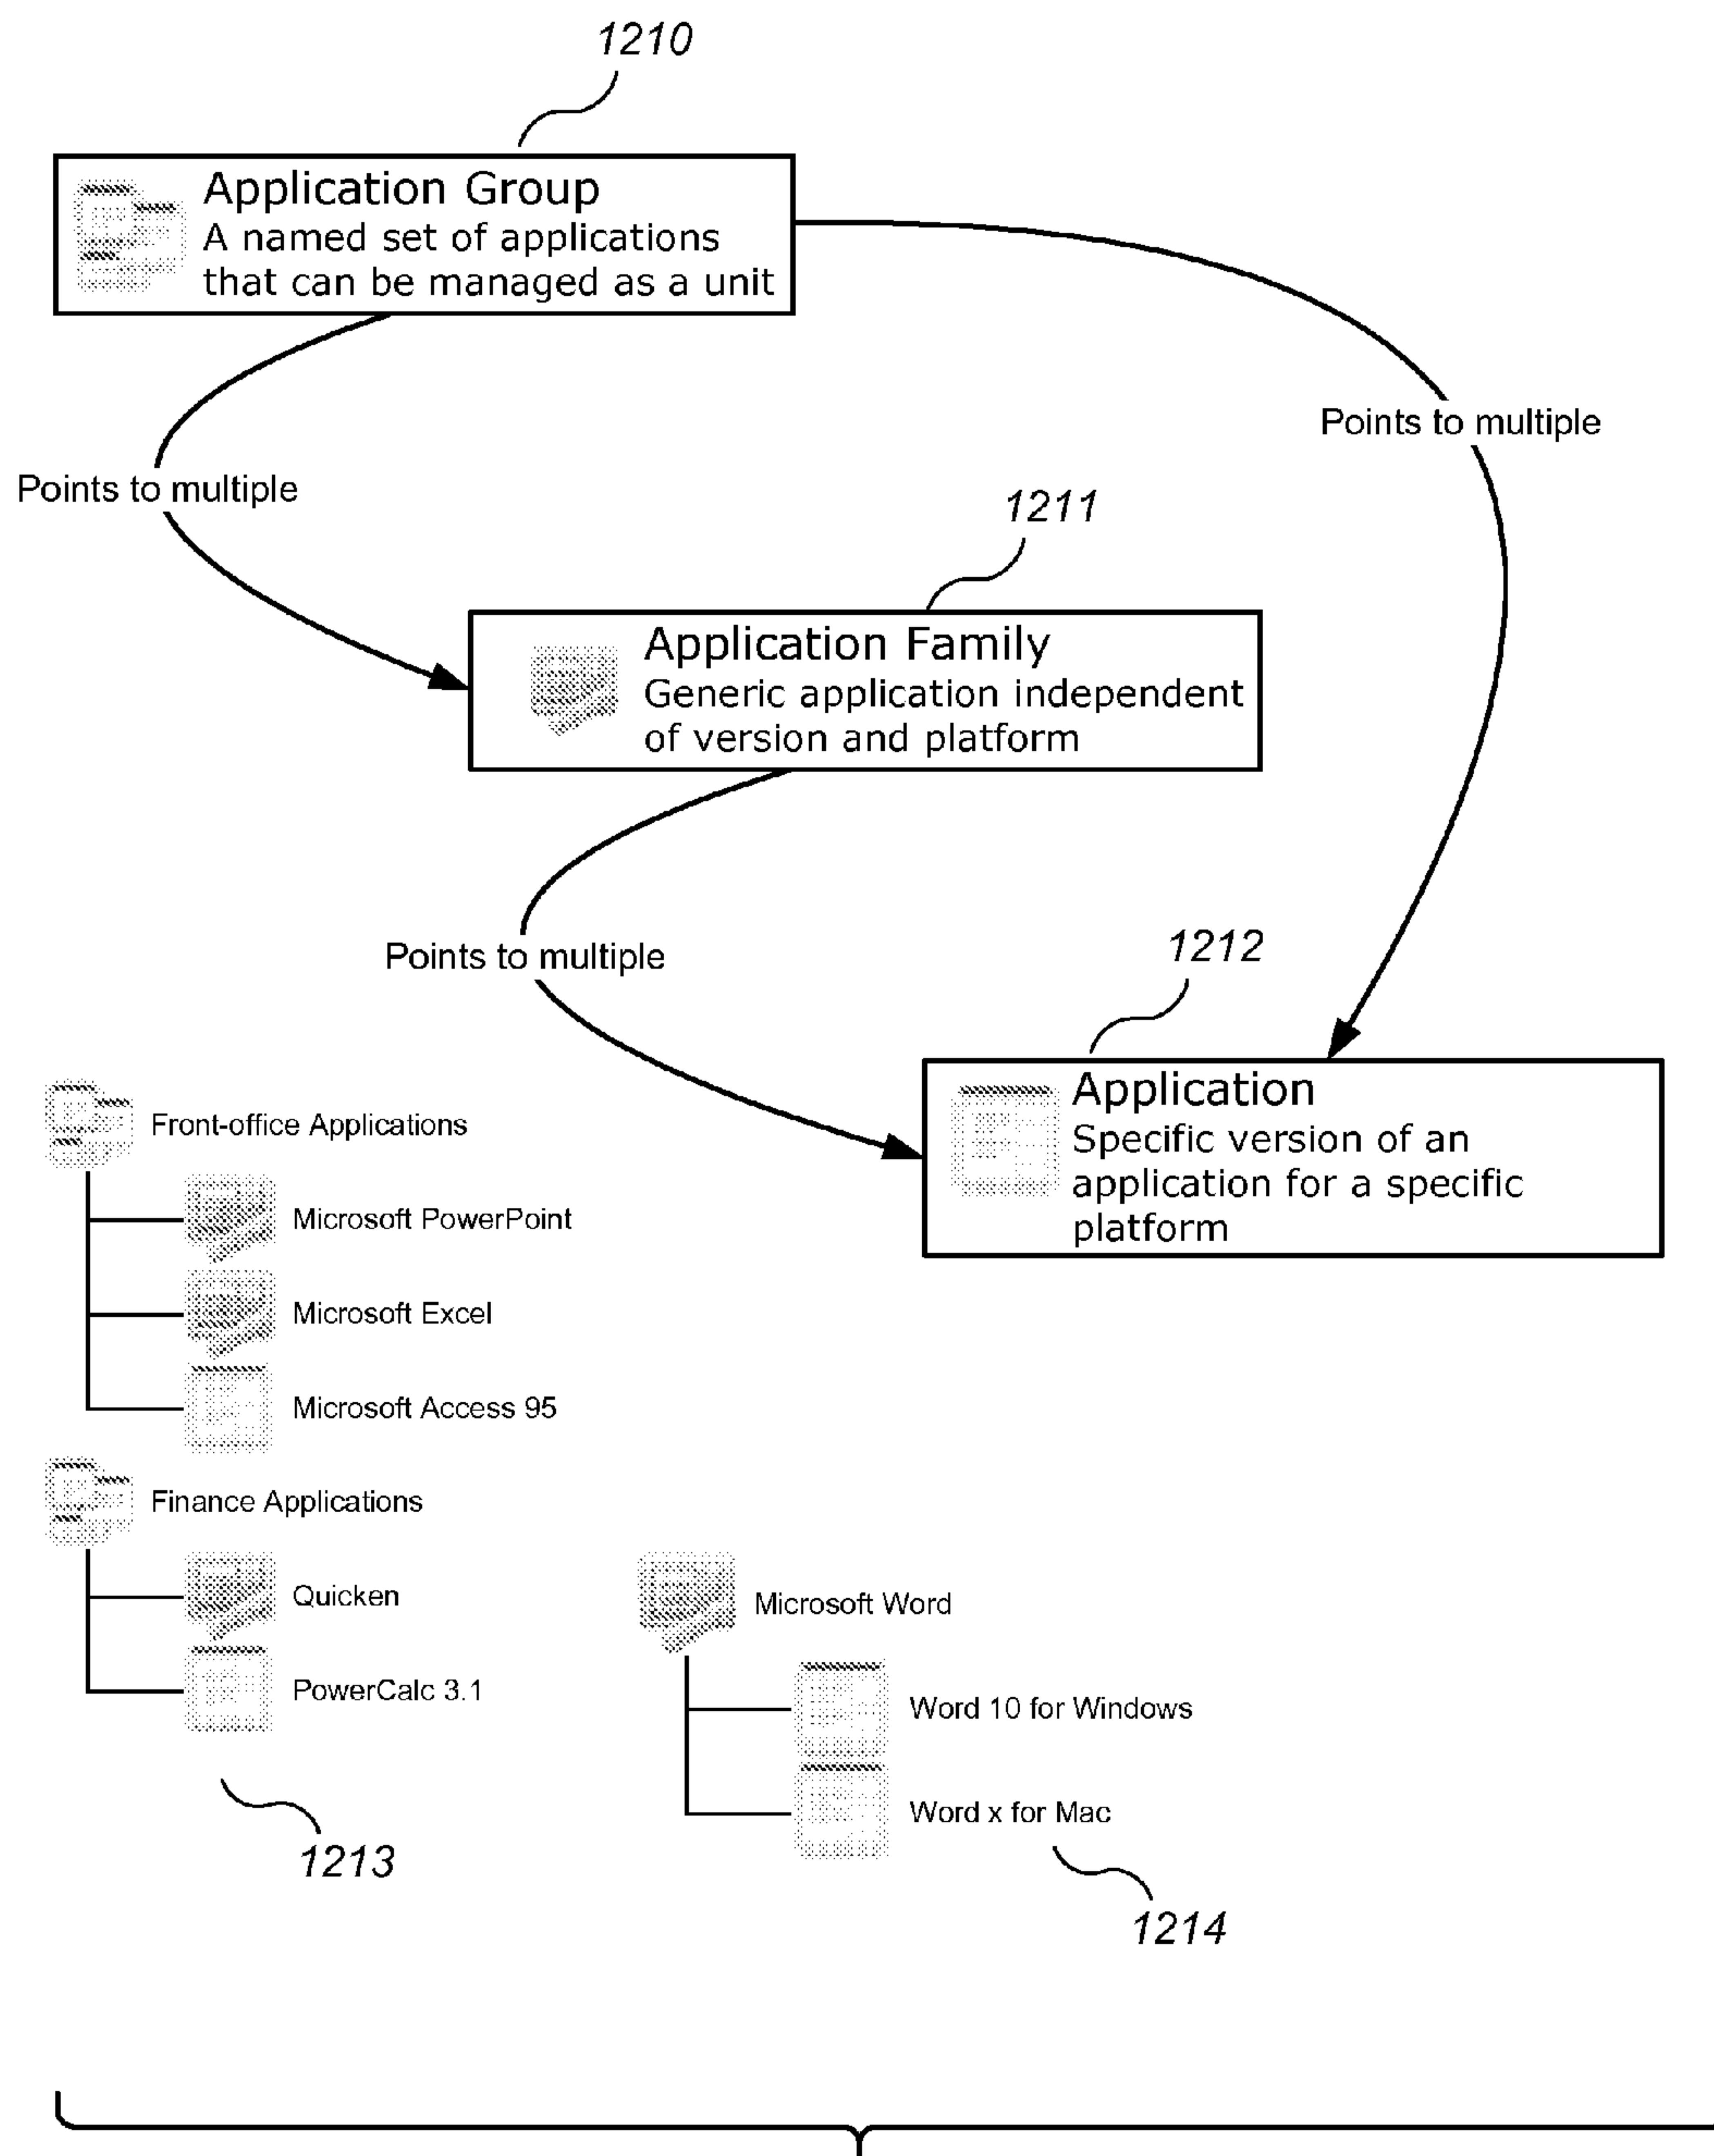 1210
Application Group
A named set of applications
that can be managed as a unit
Points to multiple
Points to multiple
1211
Application Family
Generic application independent
of version and platform
Points to multiple
1212
Application
Specific version of an
application for a specific
platform
Front-office Applications
Microsoft PowerPoint
Microsoft Excel
Microsoft Access 95
Finance Applications
Quicken
PowerCalc 3.1
1213
Microsoft Word
Word 10 for Windows
Word x for Mac
1214